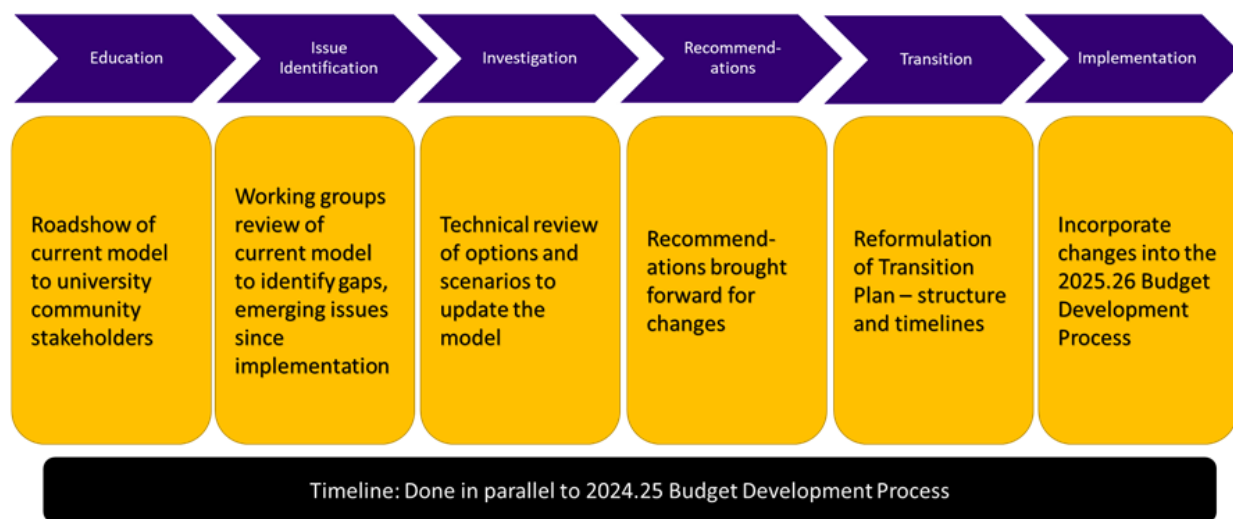 Education
Issue
Identification
Investigation
Recommend-
ations
Transition
Implementation
Roadshow of
current model
to university
community
stakeholders
Working groups
review of
current model
to identify gaps,
emerging issues
since
implementation
Technical review
of options and
scenarios to
update the
model
Recommend-
ations brought
forward for
changes
Reformulation
of Transition
Plan – structure
and timelines
Incorporate
changes into the
2025.26 Budget
Development
Process
Timeline: Done in parallel to 2024.25 Budget Development Process